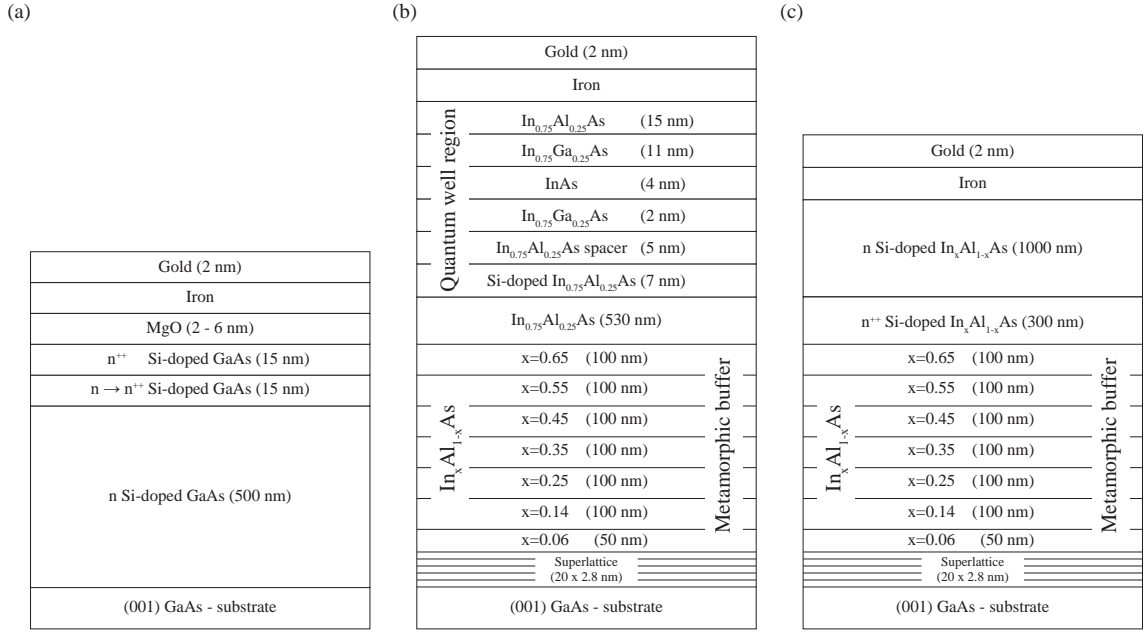 (a)
Gold (2 nm)
Iron
MgO (2 - 6 nm)
n⁺⁺ Si-doped GaAs (15 nm)
n → n⁺⁺ Si-doped GaAs (15 nm)
n Si-doped GaAs (500 nm)
(001) GaAs - substrate
(b)
Gold (2 nm)
Iron
Quantum well region
In₀.₇₅Al₀.₂₅As (15 nm)
In₀.₇₅Ga₀.₂₅As (11 nm)
InAs (4 nm)
In₀.₇₅Ga₀.₂₅As (2 nm)
In₀.₇₅Al₀.₂₅As spacer (5 nm)
Si-doped In₀.₇₅Al₀.₂₅As (7 nm)
In₀.₇₅Al₀.₂₅As (530 nm)
InₓAl₁₋ₓAs
Metamorphic buffer
x=0.65 (100 nm)
x=0.55 (100 nm)
x=0.45 (100 nm)
x=0.35 (100 nm)
x=0.25 (100 nm)
x=0.14 (100 nm)
x=0.06 (50 nm)
Superlattice
(20 x 2.8 nm)
(001) GaAs - substrate
(c)
Gold (2 nm)
Iron
n Si-doped InₓAl₁₋ₓAs (1000 nm)
n⁺⁺ Si-doped InₓAl₁₋ₓAs (300 nm)
InₓAl₁₋ₓAs
Metamorphic buffer
x=0.65 (100 nm)
x=0.55 (100 nm)
x=0.45 (100 nm)
x=0.35 (100 nm)
x=0.25 (100 nm)
x=0.14 (100 nm)
x=0.06 (50 nm)
Superlattice
(20 x 2.8 nm)
(001) GaAs - substrate